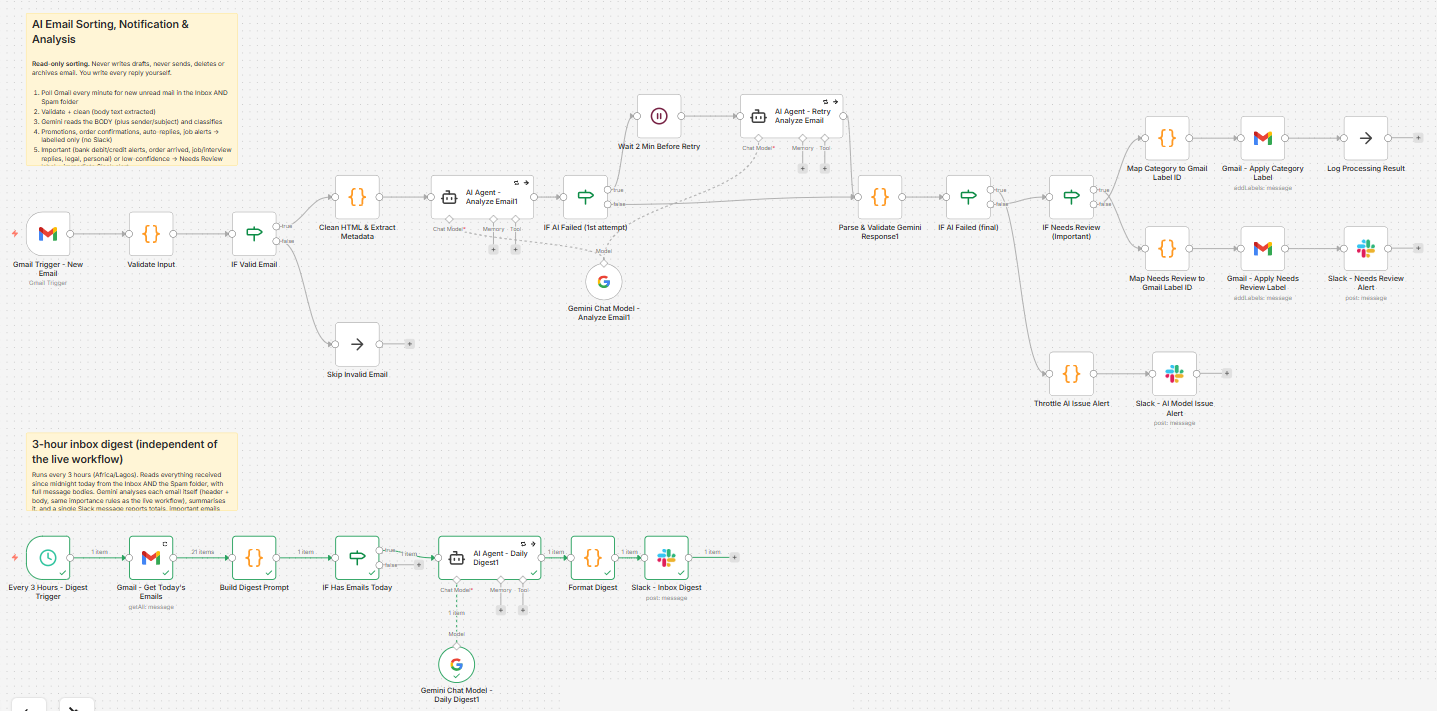 AI Email Sorting, Notification &
Analysis
Read-only sorting. Never writes drafts, never sends, deletes or
archives email. You write every reply yourself.
1. Poll Gmail every minute for new unread mail in the Inbox AND
Spam folder
2. Validate + clean (body text extracted)
3. Gemini reads the BODY (plus sender/subject) and classifies
4. Promotions, order confirmations, auto-replies, job alerts →
labelled only (no Slack)
5. Important (bank debit/credit alerts, order arrived, job/interview
replies, legal, personal) or low-confidence → Needs Review
Gmail Trigger - New
Email
Gmail Trigger
Validate Input
IF Valid Email
true
false
Clean HTML & Extract
Metadata
Skip Invalid Email
AI Agent -
Analyze Email1
Chat Model*
Memory
Tool
IF AI Failed (1st attempt)
true
false
Wait 2 Min Before Retry
AI Agent - Retry
Analyze Email
Chat Model*
Memory
Tool
Model
Gemini Chat Model -
Analyze Email1
Parse & Validate Gemini
Response1
IF AI Failed (final)
true
false
IF Needs Review
(Important)
true
false
Map Category to Gmail
Label ID
Gmail - Apply Category
Label
addLabels: message
Log Processing Result
Map Needs Review to
Gmail Label ID
Gmail - Apply Needs
Review Label
addLabels: message
Slack - Needs Review
Alert
post: message
Throttle AI Issue Alert
Slack - AI Model Issue
Alert
post: message
3-hour inbox digest (independent of
the live workflow)
Runs every 3 hours (Africa/Lagos). Reads everything received
since midnight today from the Inbox AND the Spam folder, with
full message bodies. Gemini analyses each email itself (header +
body, same importance rules as the live workflow), summarises
it, and a single Slack message reports totals, important emails
Every 3 Hours - Digest
Trigger
1 item
Gmail - Get Today's
Emails
getAll: message
21 items
Build Digest Prompt
1 item
IF Has Emails Today
true
false
1 item
AI Agent - Daily
Digest1
Chat Model*
Memory
Tool
1 item
Model
Gemini Chat Model -
Daily Digest1
1 item
Format Digest
1 item
Slack - Inbox Digest
post: message
1 item